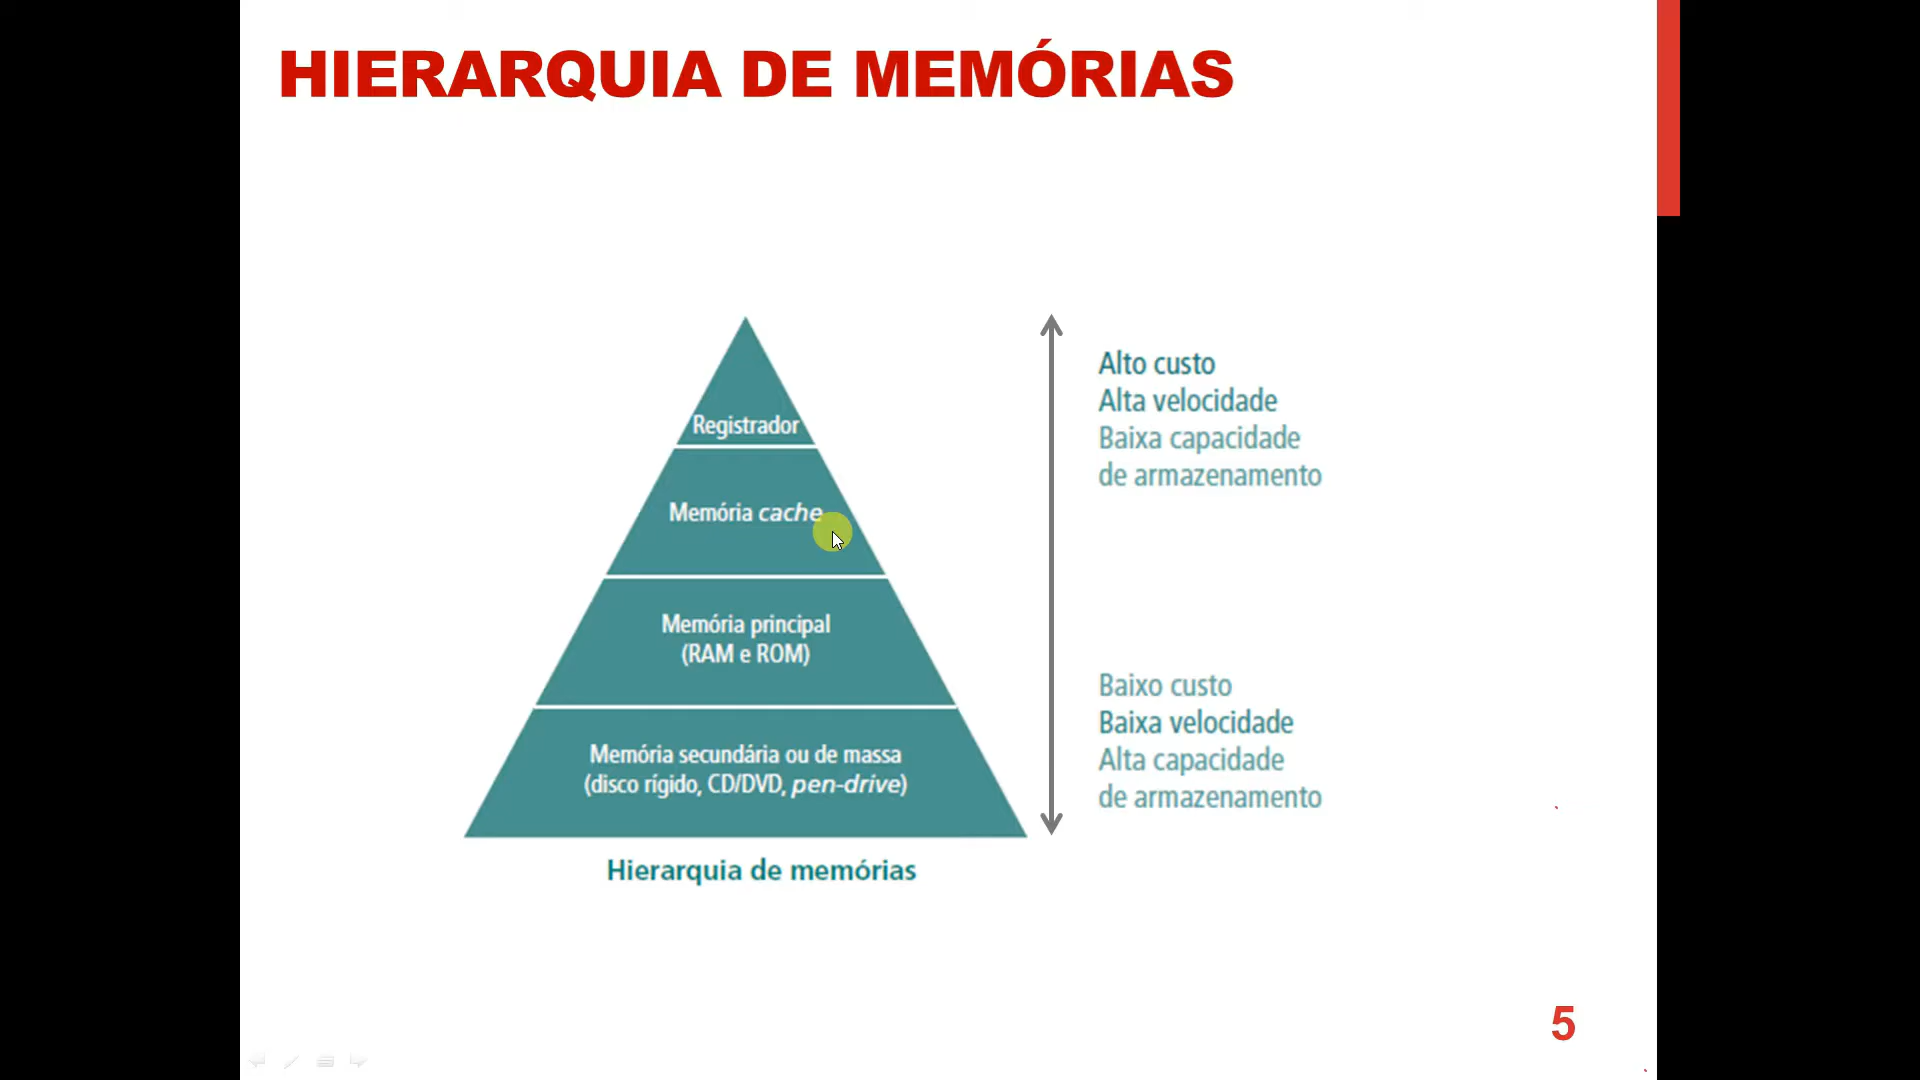 HIERARQUIA DE MEMÓRIAS
Registrador
Memória cache
Memória principal
(RAM e ROM)
Memória secundária ou de massa
(disco rígido, CD/DVD, pen-drive)
Hierarquia de memórias
Alto custo
Alta velocidade
Baixa capacidade
de armazenamento
Baixo custo
Baixa velocidade
Alta capacidade
de armazenamento
5